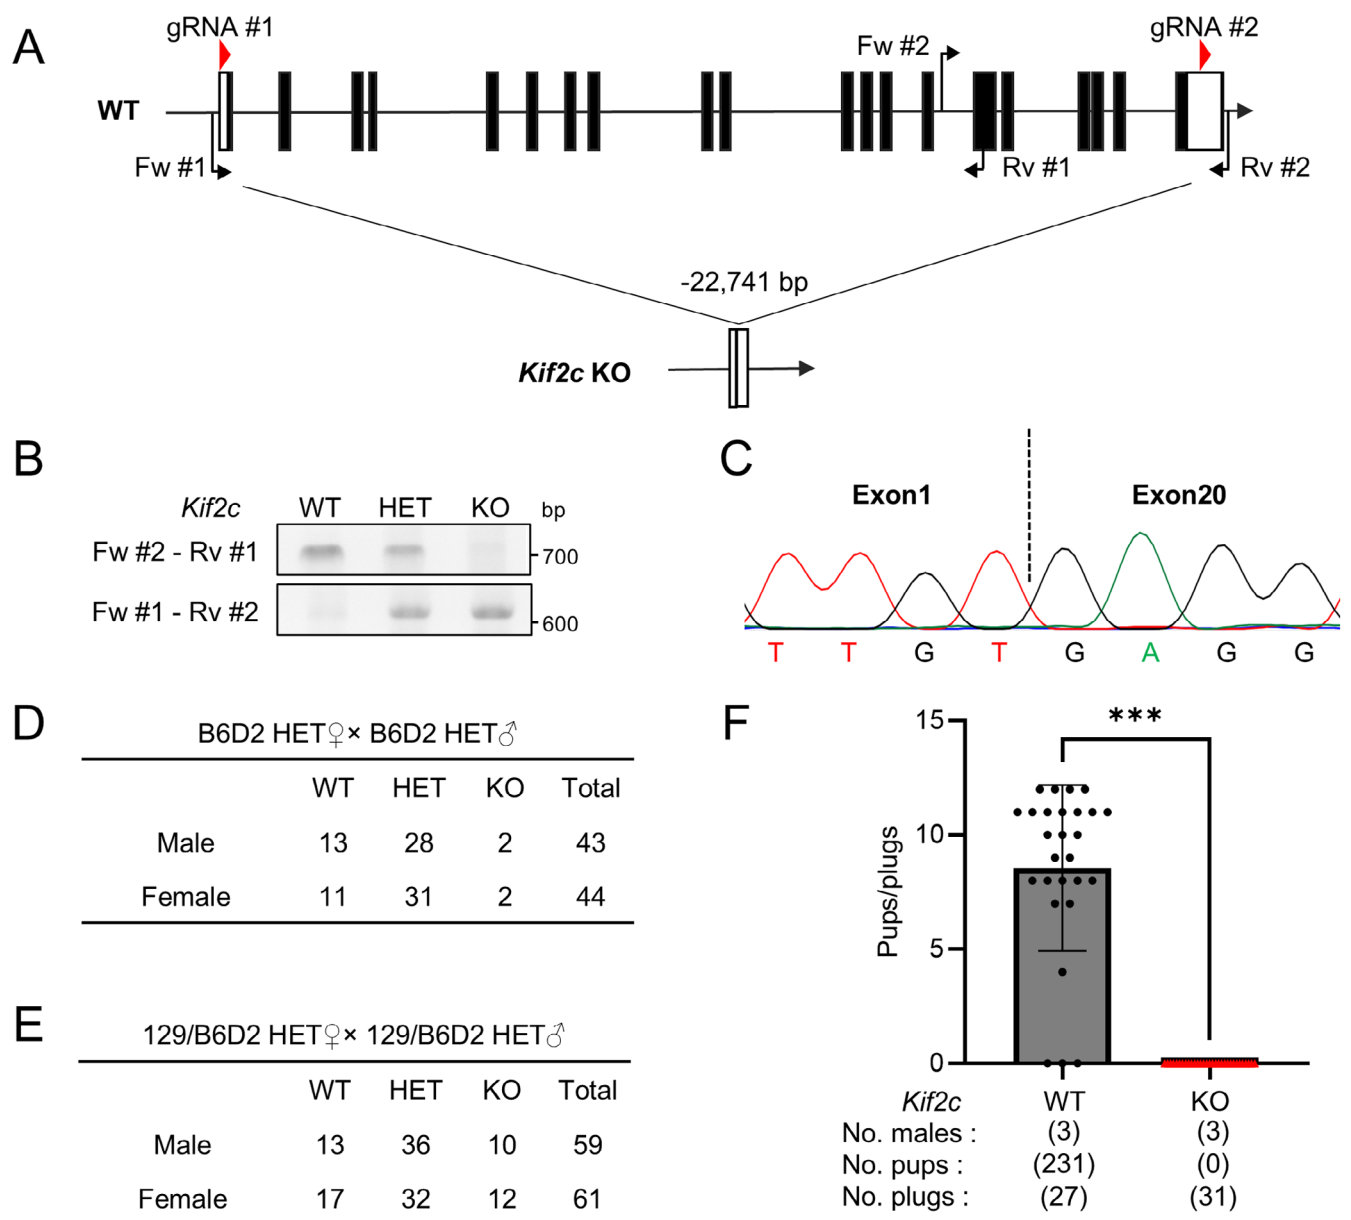 A
gRNA #1
gRNA #2
Fw #2
WT
Fw #1
Rv #1
Rv #2
-22,741 bp
Kif2c KO
B
Kif2c WT HET KO bp
Fw #2 - Rv #1 700
Fw #1 - Rv #2 600
C
Exon1 Exon20
T T G T G A G G
D
B6D2 HET♀× B6D2 HET♂
WT HET KO Total
Male 13 28 2 43
Female 11 31 2 44
E
129/B6D2 HET♀× 129/B6D2 HET♂
WT HET KO Total
Male 13 36 10 59
Female 17 32 12 61
F
***
Pups/plugs
15
10
5
0
Kif2c WT KO
No. males : (3) (3)
No. pups : (231) (0)
No. plugs : (27) (31)